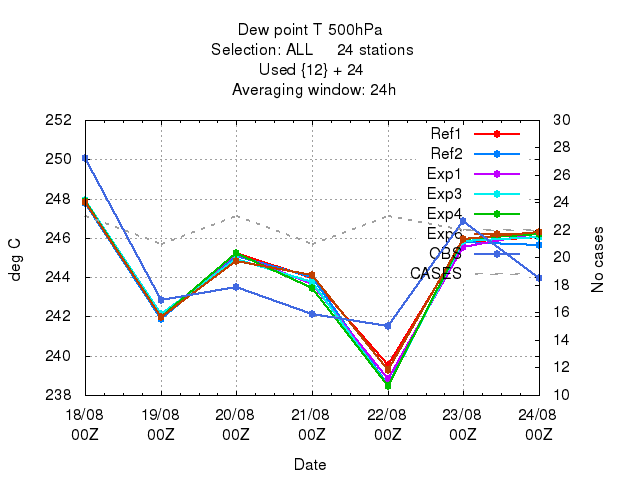 Dew point T 500hPa
Selection: ALL 24 stations
Used {12} + 24
Averaging window: 24h
252
250
248
246
244
242
240
238
deg C
30
28
26
24
22
20
18
16
14
12
10
No cases
Ref1
Ref2
Exp1
Exp3
Exp4
Exp6
OBS
CASES
18/08 19/08 20/08 21/08 22/08 23/08 24/08
00Z 00Z 00Z 00Z 00Z 00Z 00Z
Date